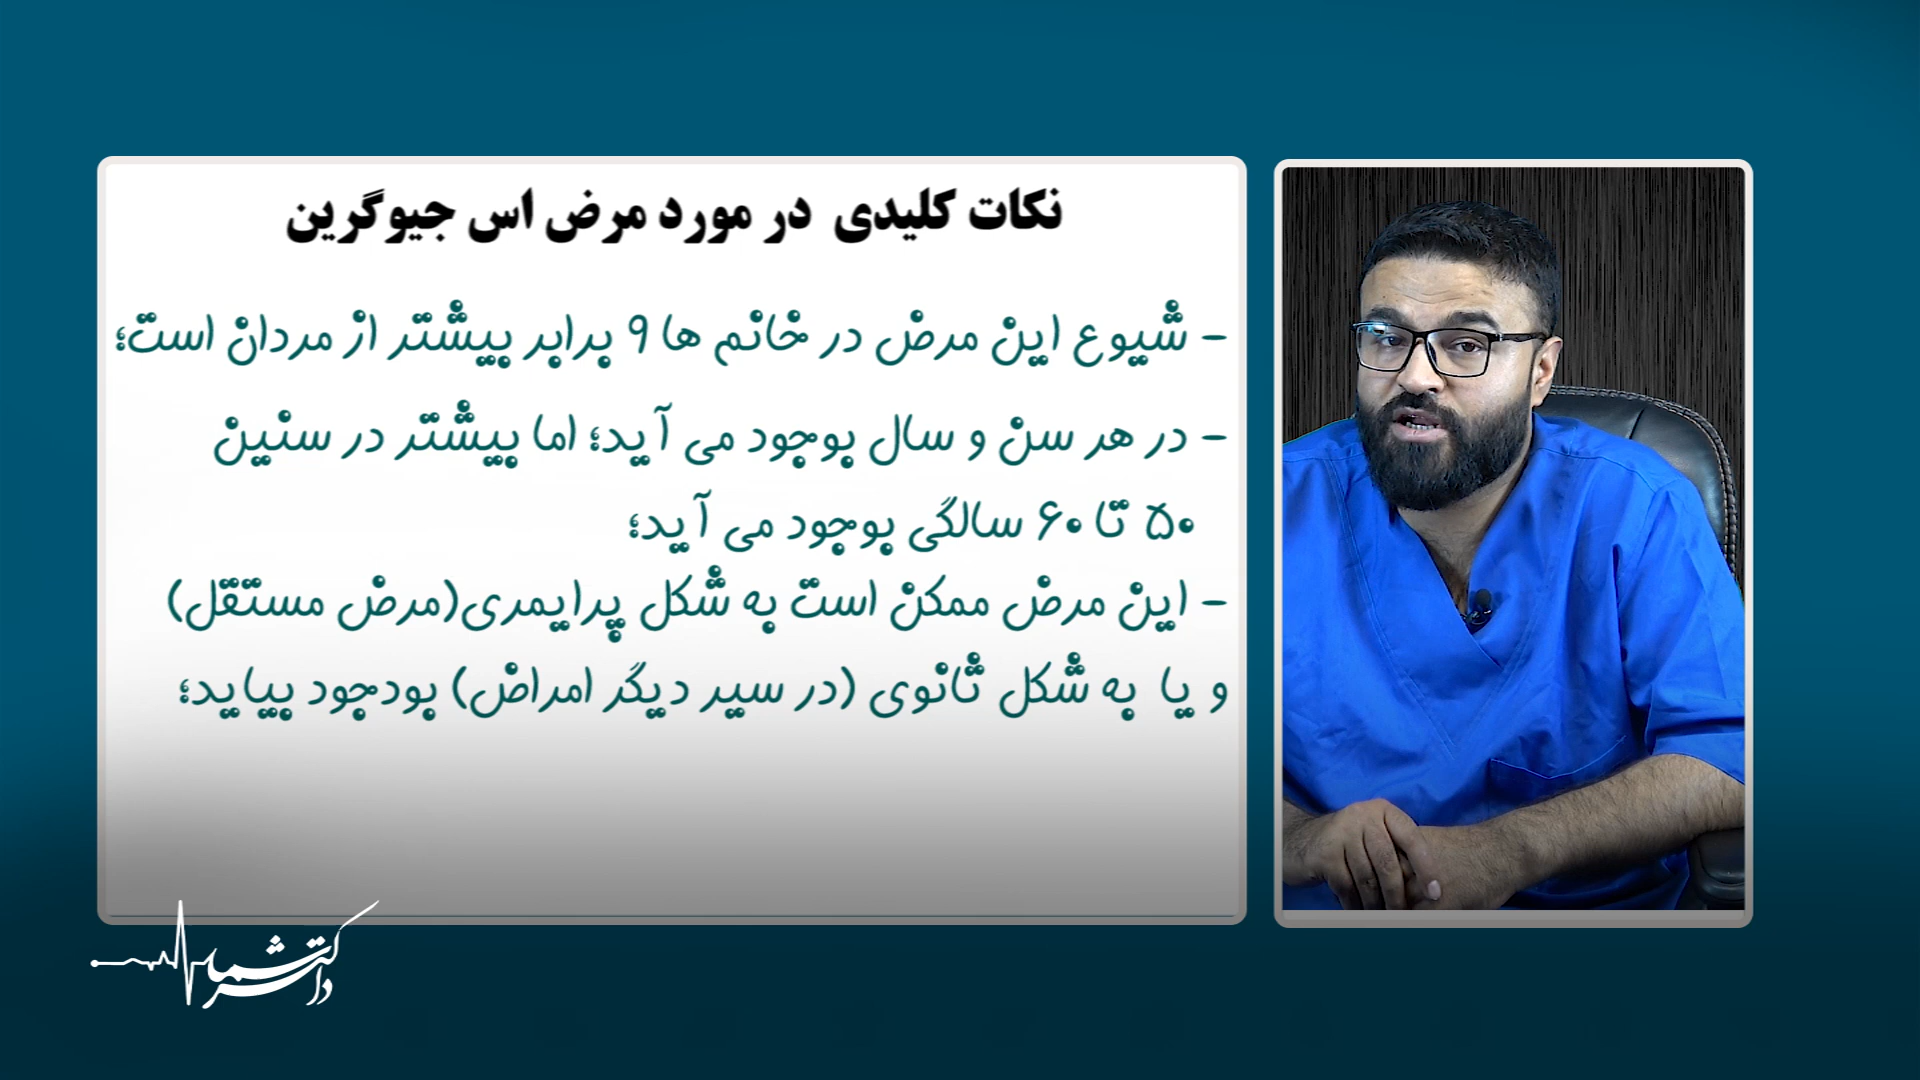 نکات کلیدی در مورد مرض اس جیوگرین
- شیوع این مرض در خانم ها ۹ برابر بیشتر از مردان است؛
- در هر سن و سال بوجود می آید؛ اما بیشتر در سنین
۵۰ تا ۶۰ سالگی بوجود می آید؛
- این مرض ممکن است به شکل پرایمری(مرض مستقل)
و یا به شکل ثانوی (در سیر دیگر امراض) بودجود بیاید؛
داکتر شما